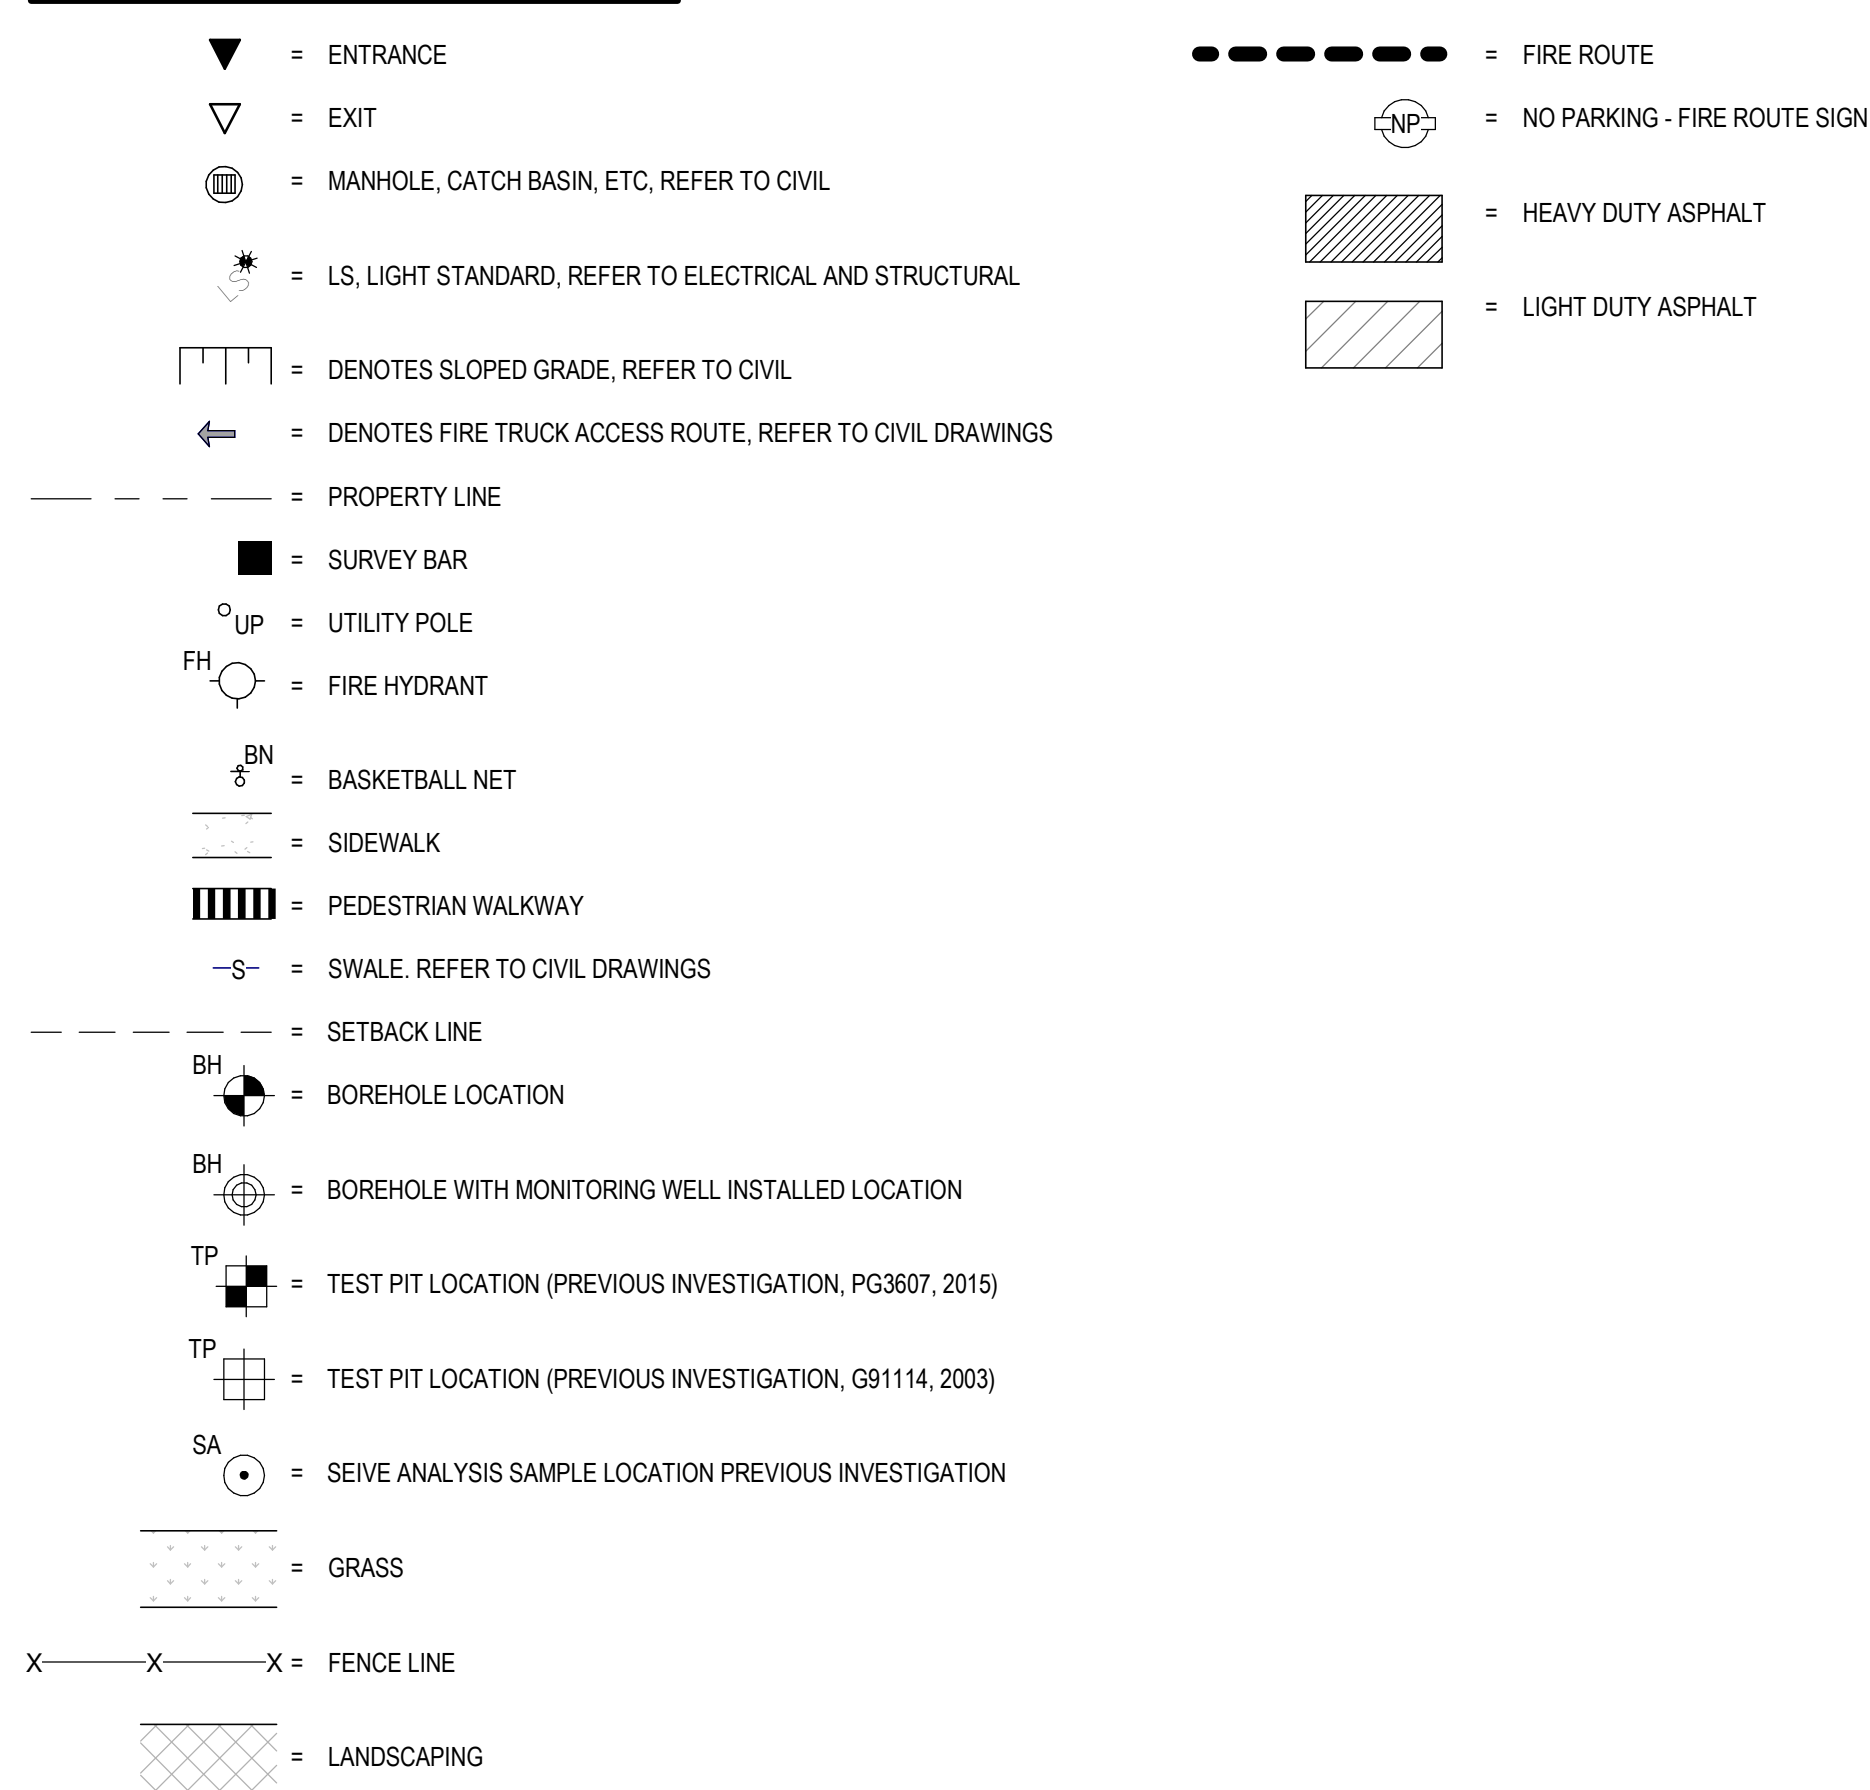 = ENTRANCE
= EXIT
= MANHOLE, CATCH BASIN, ETC, REFER TO CIVIL
LS = LS, LIGHT STANDARD, REFER TO ELECTRICAL AND STRUCTURAL
= DENOTES SLOPED GRADE, REFER TO CIVIL
= DENOTES FIRE TRUCK ACCESS ROUTE, REFER TO CIVIL DRAWINGS
= PROPERTY LINE
= SURVEY BAR
UP = UTILITY POLE
FH = FIRE HYDRANT
BN = BASKETBALL NET
= SIDEWALK
= PEDESTRIAN WALKWAY
S = SWALE. REFER TO CIVIL DRAWINGS
= SETBACK LINE
BH = BOREHOLE LOCATION
BH = BOREHOLE WITH MONITORING WELL INSTALLED LOCATION
TP = TEST PIT LOCATION (PREVIOUS INVESTIGATION, PG3607, 2015)
TP = TEST PIT LOCATION (PREVIOUS INVESTIGATION, G91114, 2003)
SA = SEIVE ANALYSIS SAMPLE LOCATION PREVIOUS INVESTIGATION
= GRASS
X X X = FENCE LINE
= LANDSCAPING
= FIRE ROUTE
NP = NO PARKING - FIRE ROUTE SIGN
= HEAVY DUTY ASPHALT
= LIGHT DUTY ASPHALT